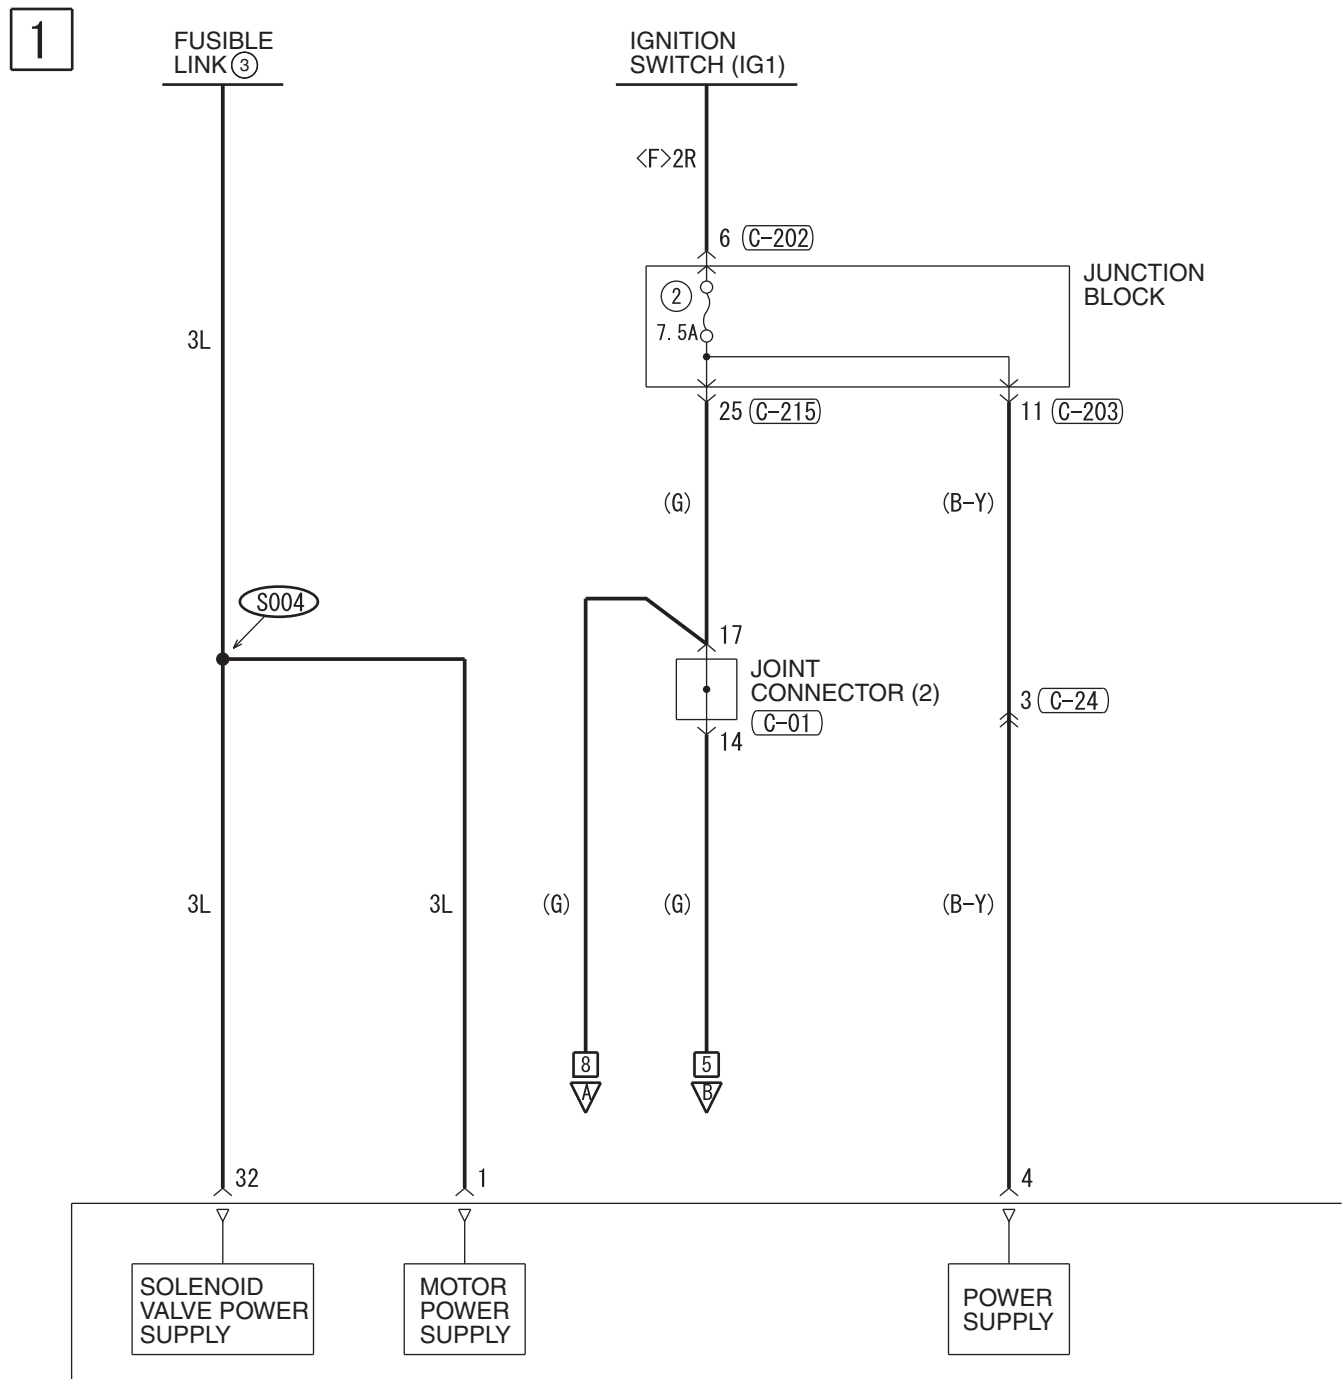 1
FUSIBLE
LINK ③
IGNITION
SWITCH (IG1)
<F>2R
6 C-202
JUNCTION
BLOCK
2
7.5A
3L
25 C-215
11 C-203
(G)
(B-Y)
S004
17
JOINT
CONNECTOR (2)
C-01
3 C-24
14
3L
3L
(G)
(G)
(B-Y)
8
5
A
B
32
1
4
SOLENOID
VALVE POWER
SUPPLY
MOTOR
POWER
SUPPLY
POWER
SUPPLY